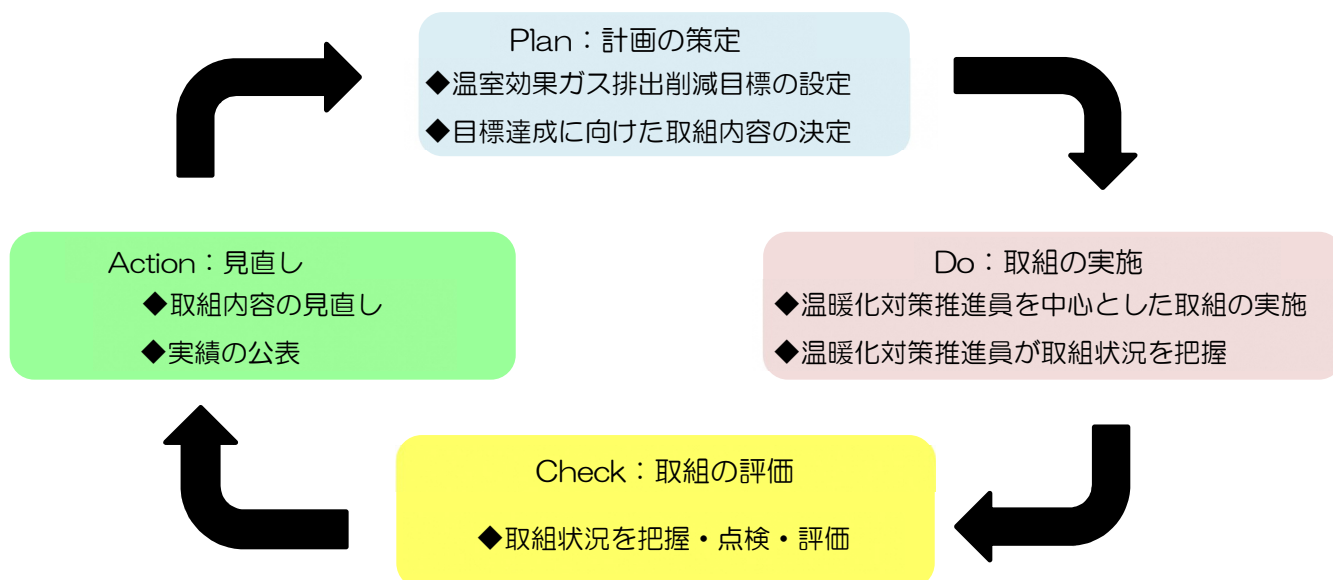 Plan：計画の策定
◆温室効果ガス排出削減目標の設定
◆目標達成に向けた取組内容の決定
Do：取組の実施
◆温暖化対策推進員を中心とした取組の実施
◆温暖化対策推進員が取組状況を把握
Check：取組の評価
◆取組状況を把握・点検・評価
Action：見直し
◆取組内容の見直し
◆実績の公表